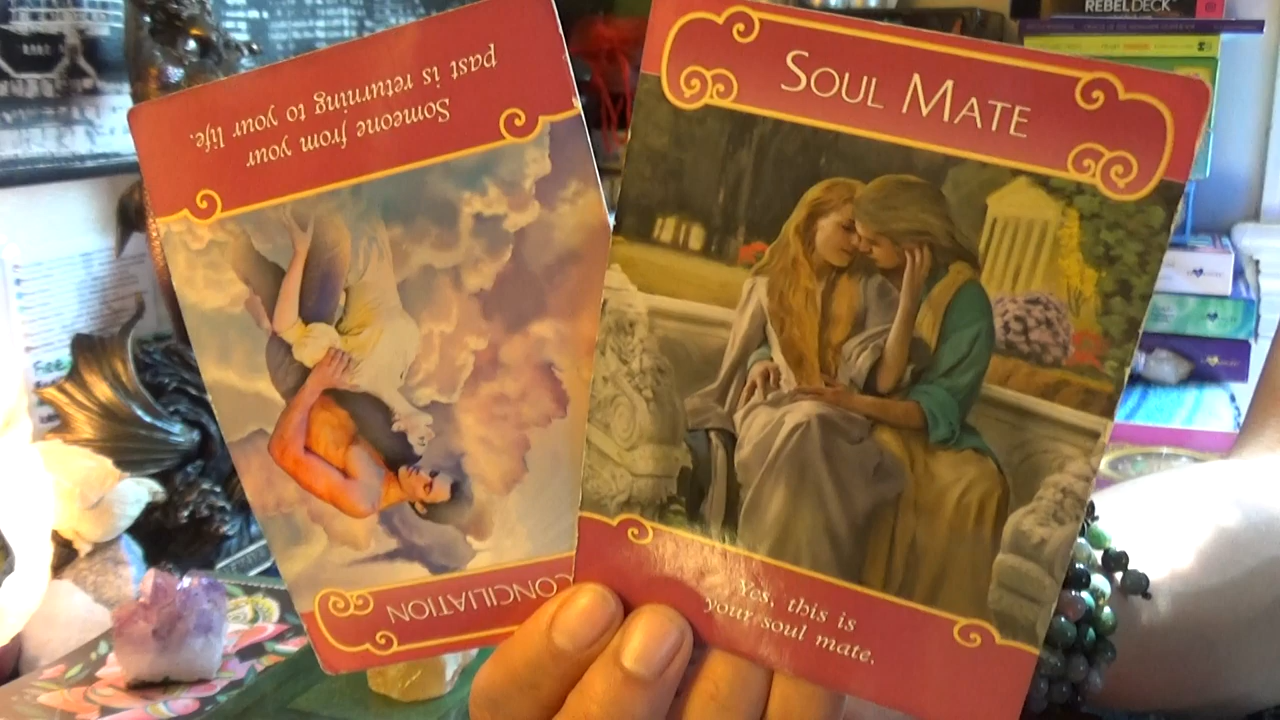 REBEL DECK
SOUL MATE
Yes, this is
your soul mate.
Someone from your
past is returning to your life.
CONCILIATION